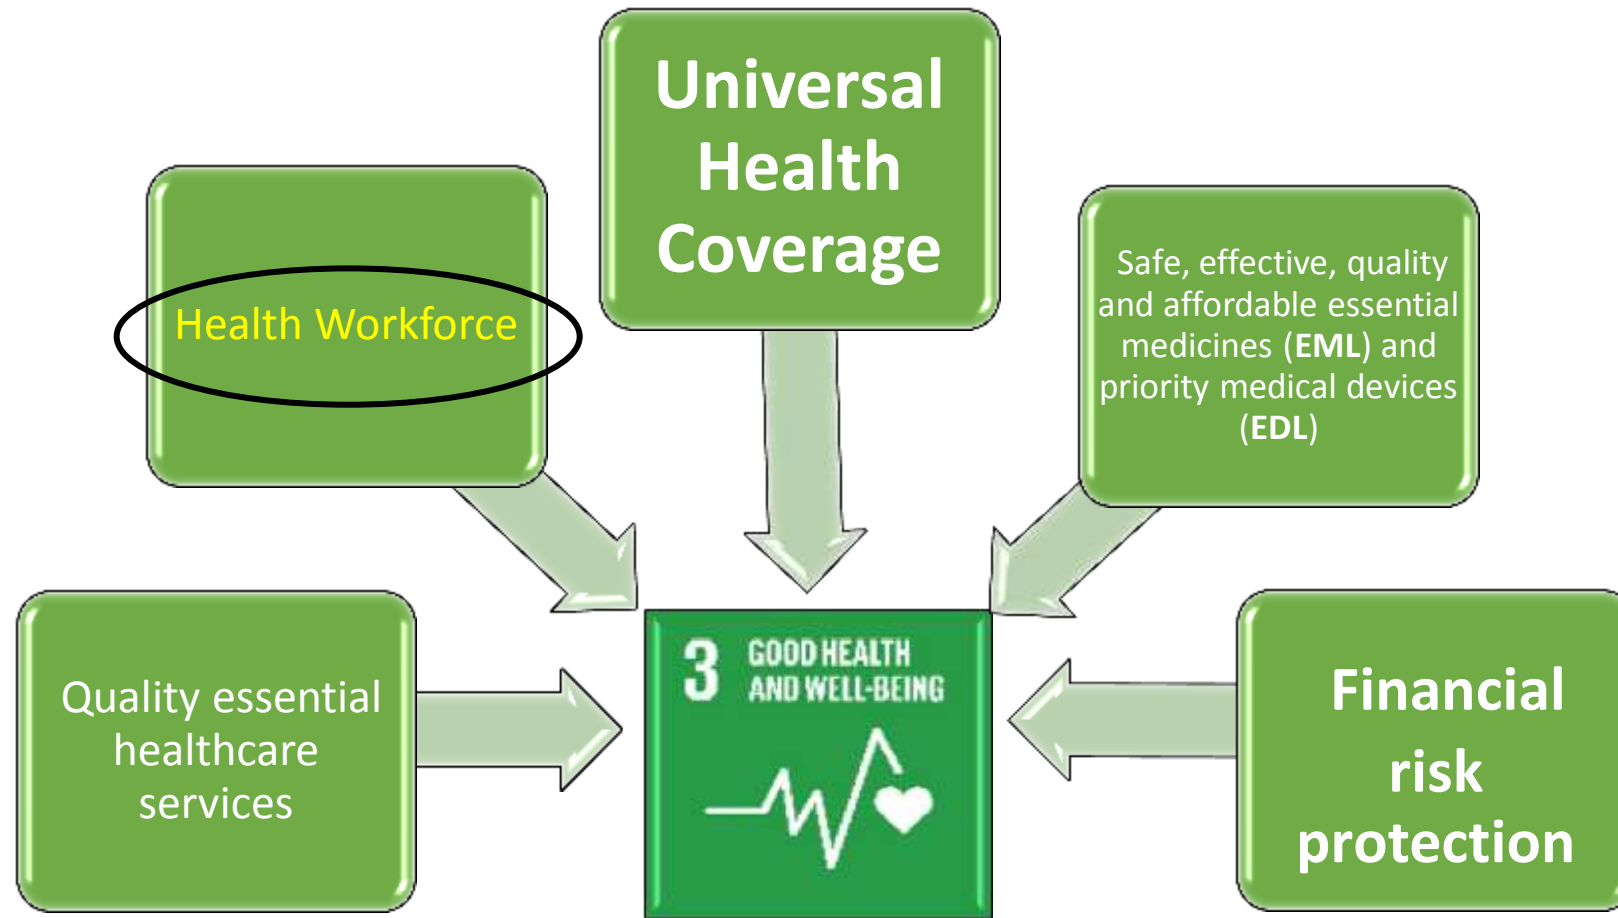 Universal
Health
Coverage
Health Workforce
Safe, effective, quality
and affordable essential
medicines (EML) and
priority medical devices
(EDL)
Quality essential
healthcare
services
3 GOOD HEALTH
AND WELL-BEING
Financial
risk
protection